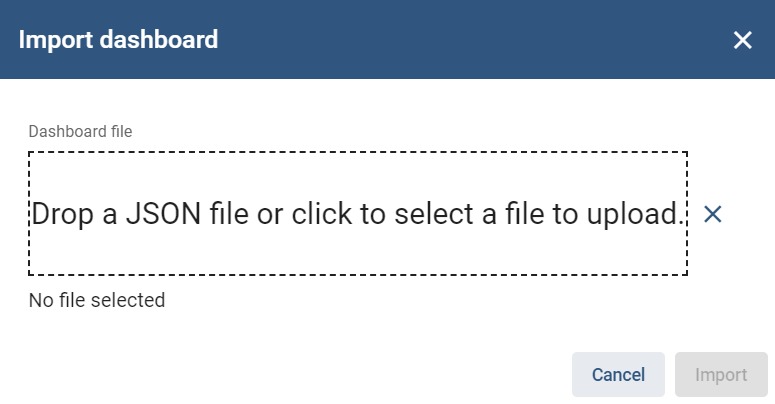 Import dashboard
Dashboard file
Drop a JSON file or click to select a file to upload.
No file selected
Cancel
Import